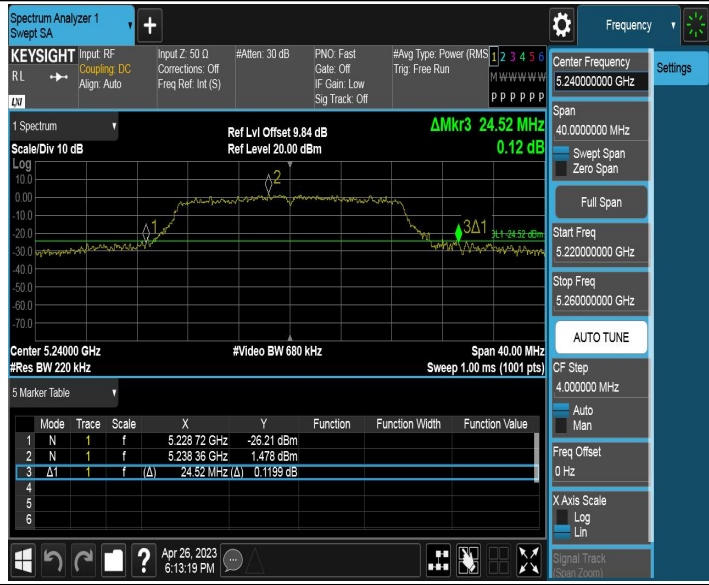 Spectrum Analyzer 1
Swept SA
+
Frequency
KEYSIGHT Input: RF Input Z: 50 Ω #Atten: 30 dB PNO: Fast #Avg Type: Power (RMS 1 2 3 4 5 6
RL Coupling: DC Corrections: Off Gate: Off Trig: Free Run M W W W W W
Align: Auto Freq Ref: Int (S) IF Gain: Low
LXI Sig Track: Off P P P P P P
1 Spectrum
Ref Lvl Offset 9.84 dB ΔMkr3 24.52 MHz
Scale/Div 10 dB Ref Level 20.00 dBm 0.12 dB
Log
10.0
0.00
-10.0
-20.0
-30.0
-40.0
-50.0
-60.0
-70.0
2
1
3Δ1
DL1 -24.52 dBm
Center 5.24000 GHz #Video BW 680 kHz Span 40.00 MHz
#Res BW 220 kHz Sweep 1.00 ms (1001 pts)
5 Marker Table
Mode Trace Scale X Y Function Function Width Function Value
1 N 1 f 5.228 72 GHz -26.21 dBm
2 N 1 f 5.238 36 GHz 1.478 dBm
3 Δ1 1 f (Δ) 24.52 MHz (Δ) 0.1199 dB
4
5
6
Apr 26, 2023
6:13:19 PM
?
Center Frequency
5.240000000 GHz
Settings
Span
40.0000000 MHz
Swept Span
Zero Span
Full Span
Start Freq
5.220000000 GHz
Stop Freq
5.260000000 GHz
AUTO TUNE
CF Step
4.000000 MHz
Auto
Man
Freq Offset
0 Hz
X Axis Scale
Log
Lin
Signal Track
(Span Zoom)